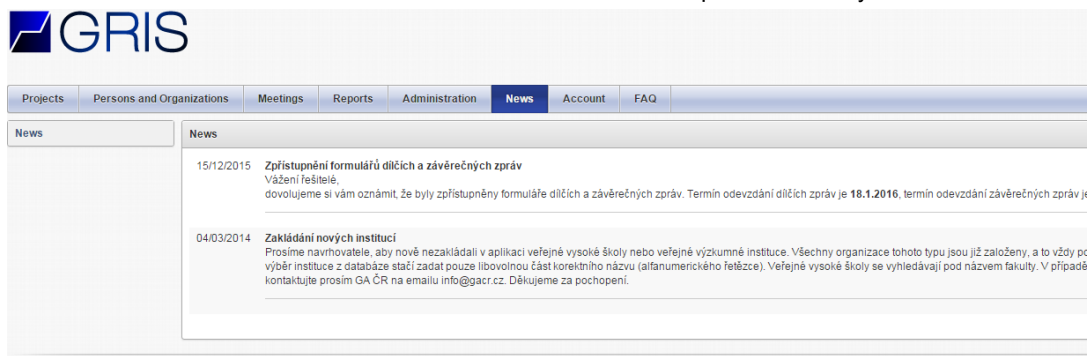 GRIS
Projects Persons and Organizations Meetings Reports Administration News Account FAQ
News
News
15/12/2015 Zpřístupnění formulářů dílčích a závěrečných zpráv
Vážení řešitelé,
dovolujeme si vám oznámit, že byly zpřístupněny formuláře dílčích a závěrečných zpráv. Termín odevzdání dílčích zpráv je 18.1.2016, termín odevzdání závěrečných zpráv je
04/03/2014 Zakládání nových institucí
Prosíme navrhovatele, aby nově nezakládali v aplikaci veřejné vysoké školy nebo veřejné výzkumné instituce. Všechny organizace tohoto typu jsou již založeny, a to vždy po
výběr instituce z databáze stačí zadat pouze libovolnou část korektního názvu (alfanumerického řetězce). Veřejné vysoké školy se vyhledávají pod názvem fakulty. V případě
kontaktujte prosím GA ČR na emailu info@gacr.cz. Děkujeme za pochopení.